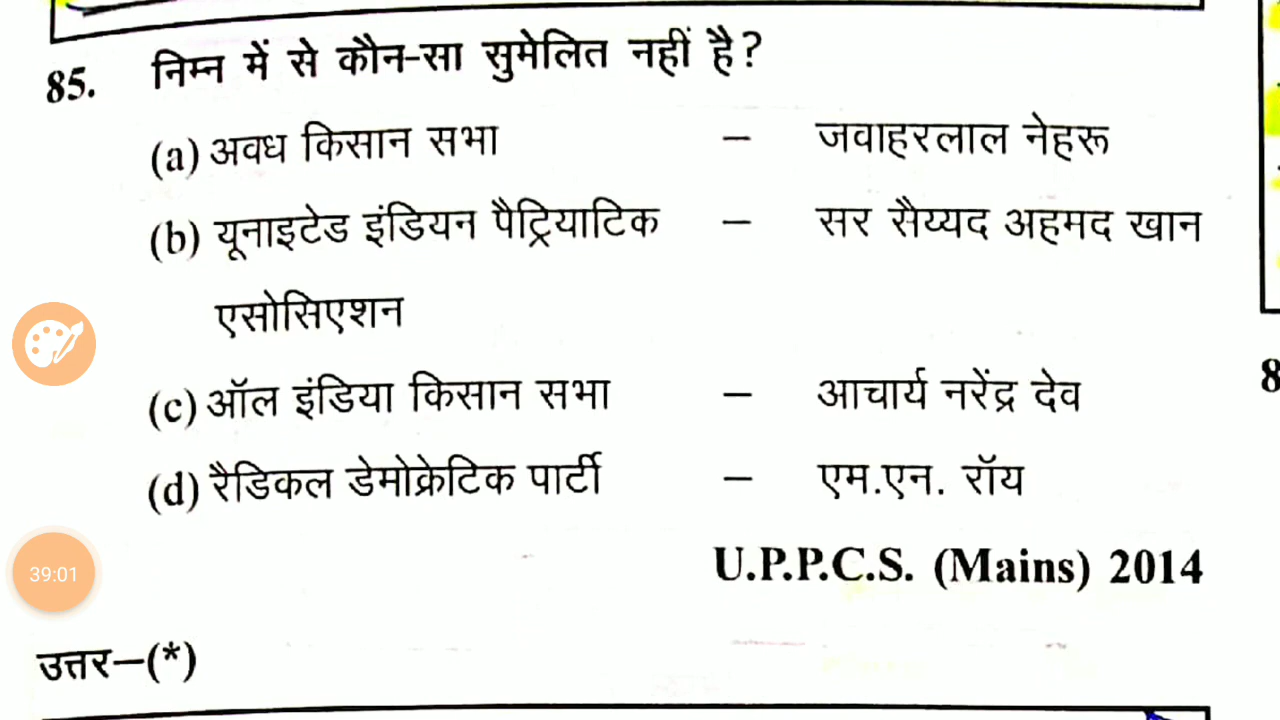 85. निम्न में से कौन-सा सुमेलित नहीं है?
(a) अवध किसान सभा – जवाहरलाल नेहरू
(b) यूनाइटेड इंडियन पैट्रियाटिक – सर सैय्यद अहमद खान
एसोसिएशन
(c) ऑल इंडिया किसान सभा – आचार्य नरेंद्र देव
8
(d) रैडिकल डेमोक्रेटिक पार्टी – एम.एन. रॉय
U.P.P.C.S. (Mains) 2014
39:01
उत्तर–(*)